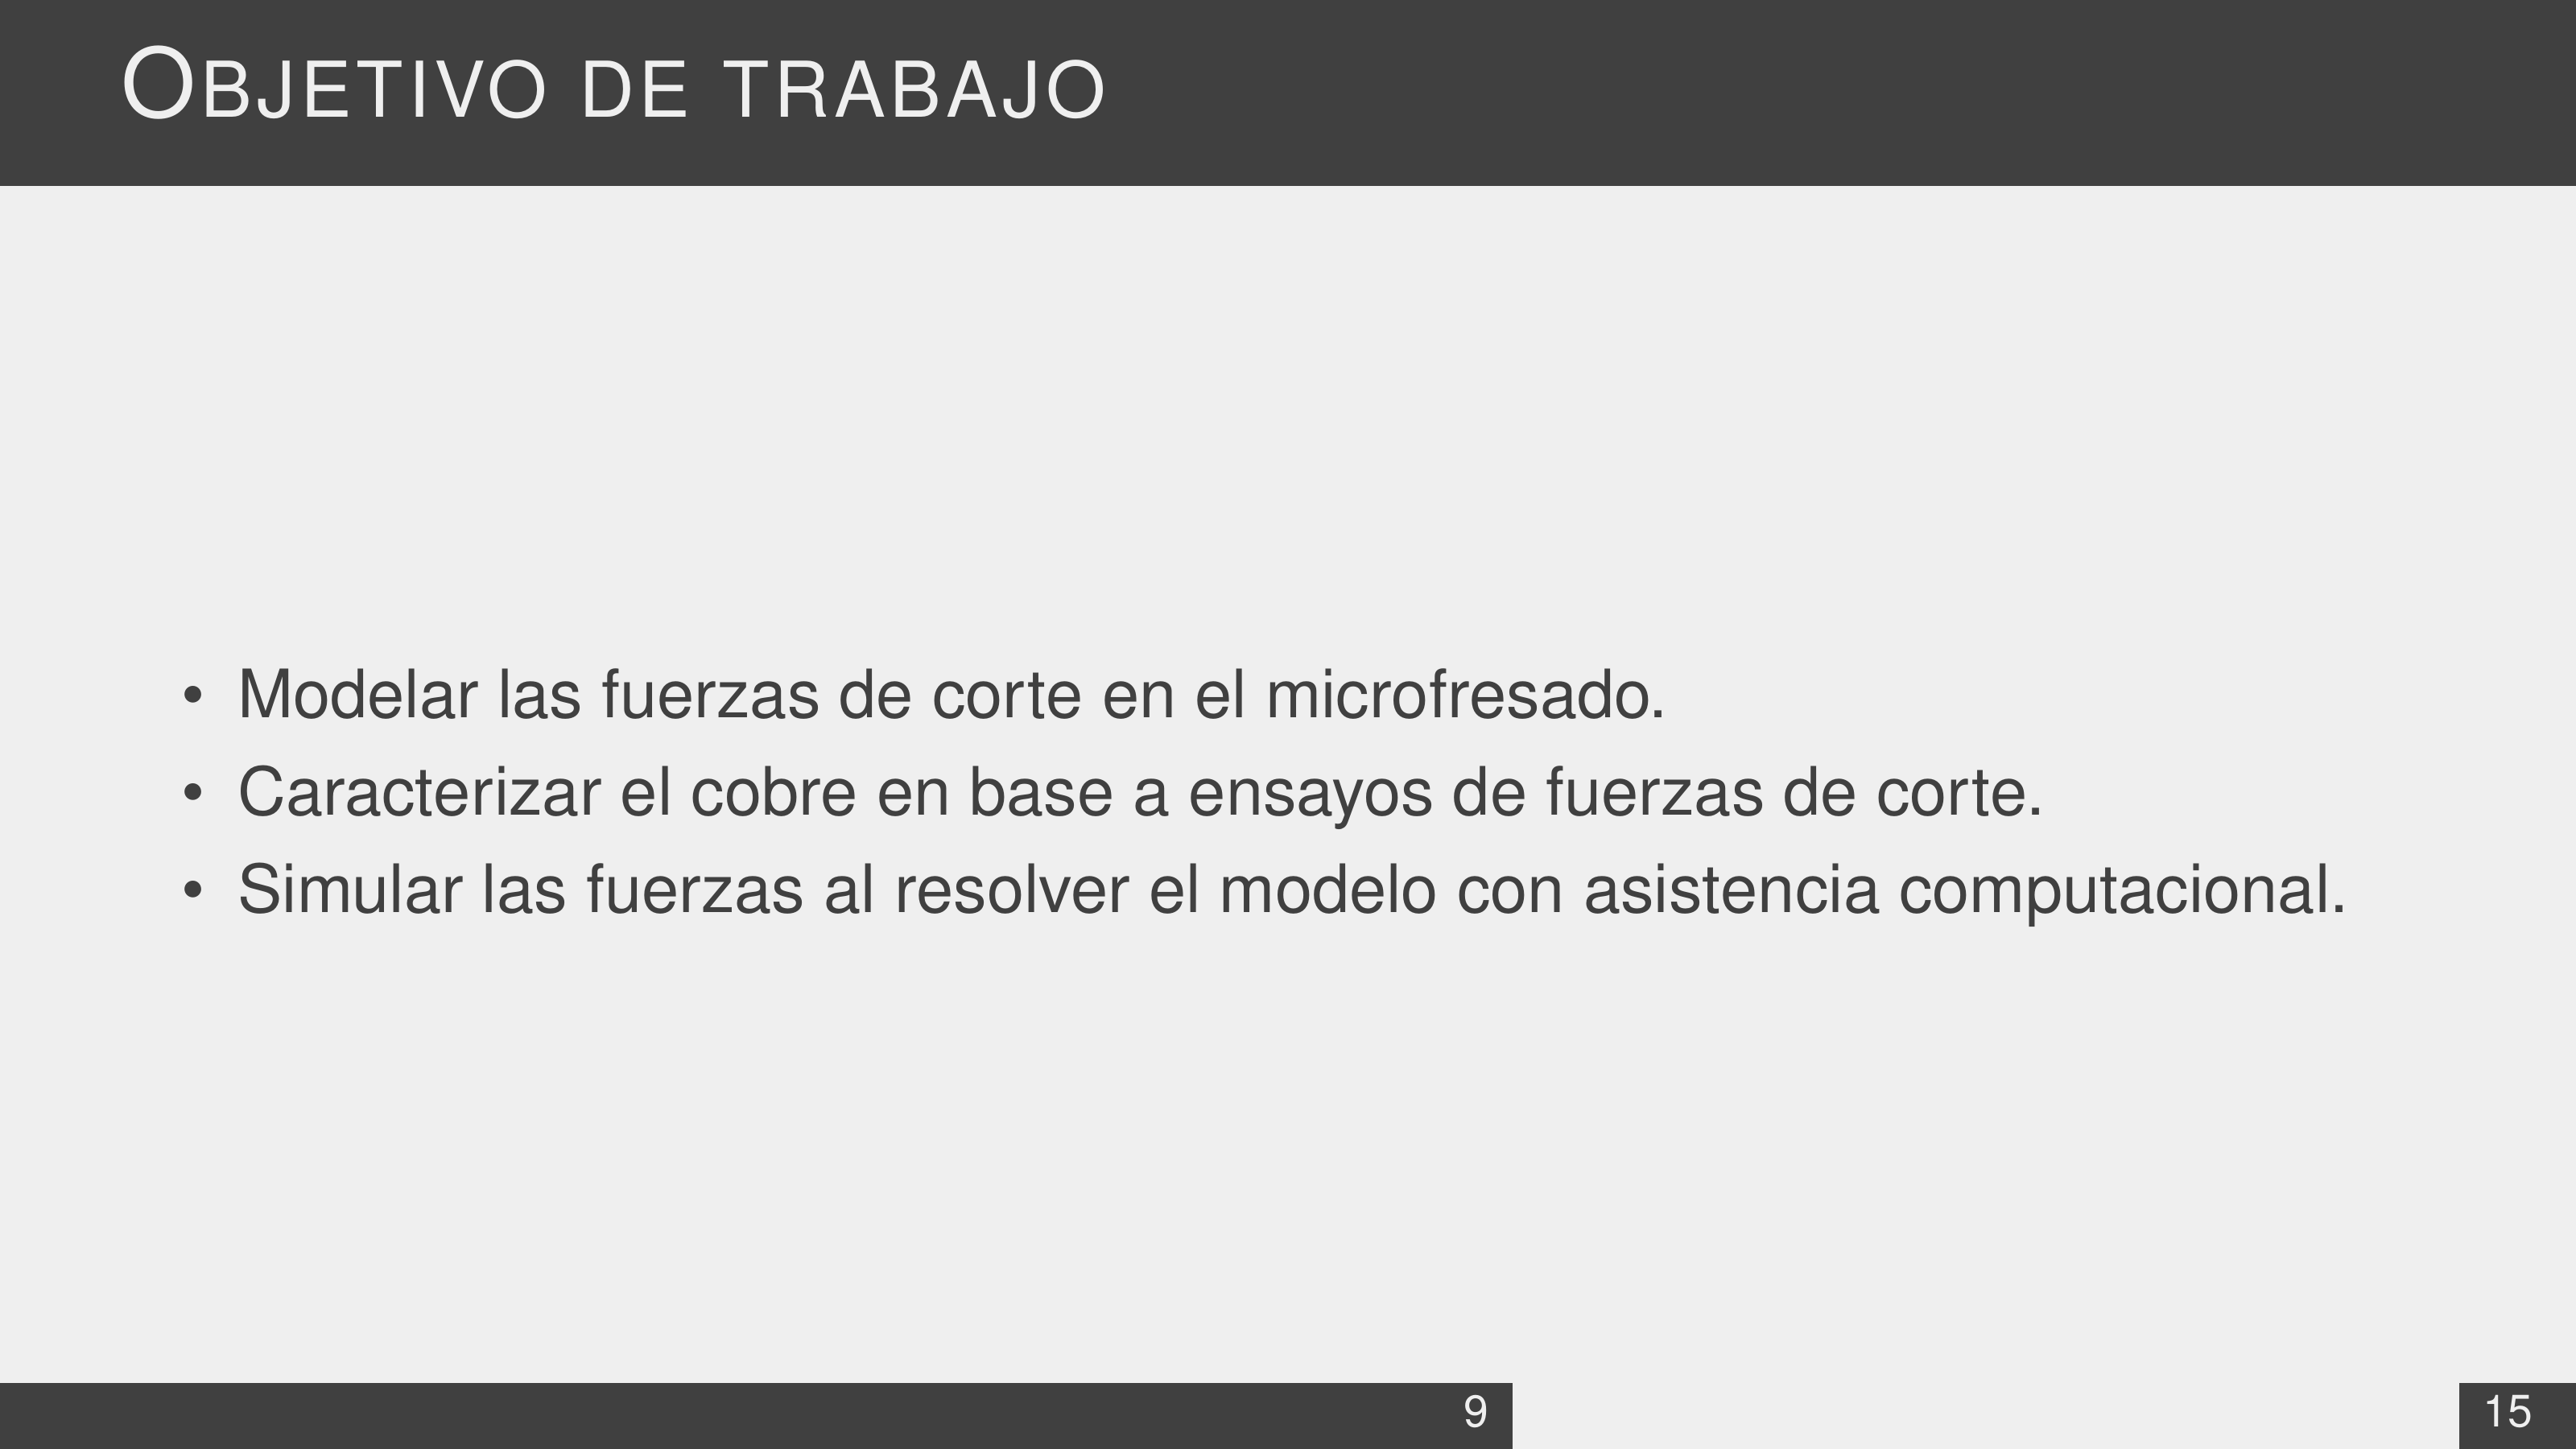 OBJETIVO DE TRABAJO
• Modelar las fuerzas de corte en el microfresado.
• Caracterizar el cobre en base a ensayos de fuerzas de corte.
• Simular las fuerzas al resolver el modelo con asistencia computacional.
9 15